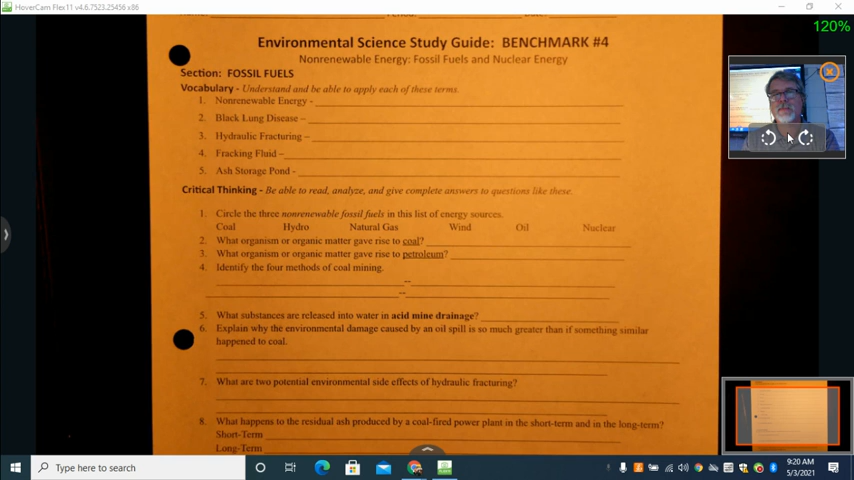 HoverCam Flex11 v4.6.7523.25456 x86
120%
Environmental Science Study Guide: BENCHMARK #4
Nonrenewable Energy: Fossil Fuels and Nuclear Energy
Section: FOSSIL FUELS
Vocabulary - Understand and be able to apply each of these terms.
1. Nonrenewable Energy -
2. Black Lung Disease –
3. Hydraulic Fracturing –
4. Fracking Fluid –
5. Ash Storage Pond -
Critical Thinking - Be able to read, analyze, and give complete answers to questions like these.
1. Circle the three nonrenewable fossil fuels in this list of energy sources.
Coal Hydro Natural Gas Wind Oil Nuclear
2. What organism or organic matter gave rise to coal?
3. What organism or organic matter gave rise to petroleum?
4. Identify the four methods of coal mining.
5. What substances are released into water in acid mine drainage?
6. Explain why the environmental damage caused by an oil spill is so much greater than if something similar
happened to coal.
7. What are two potential environmental side effects of hydraulic fracturing?
8. What happens to the residual ash produced by a coal-fired power plant in the short-term and in the long-term?
Short-Term
Long-Term
Type here to search
9:20 AM
5/3/2021